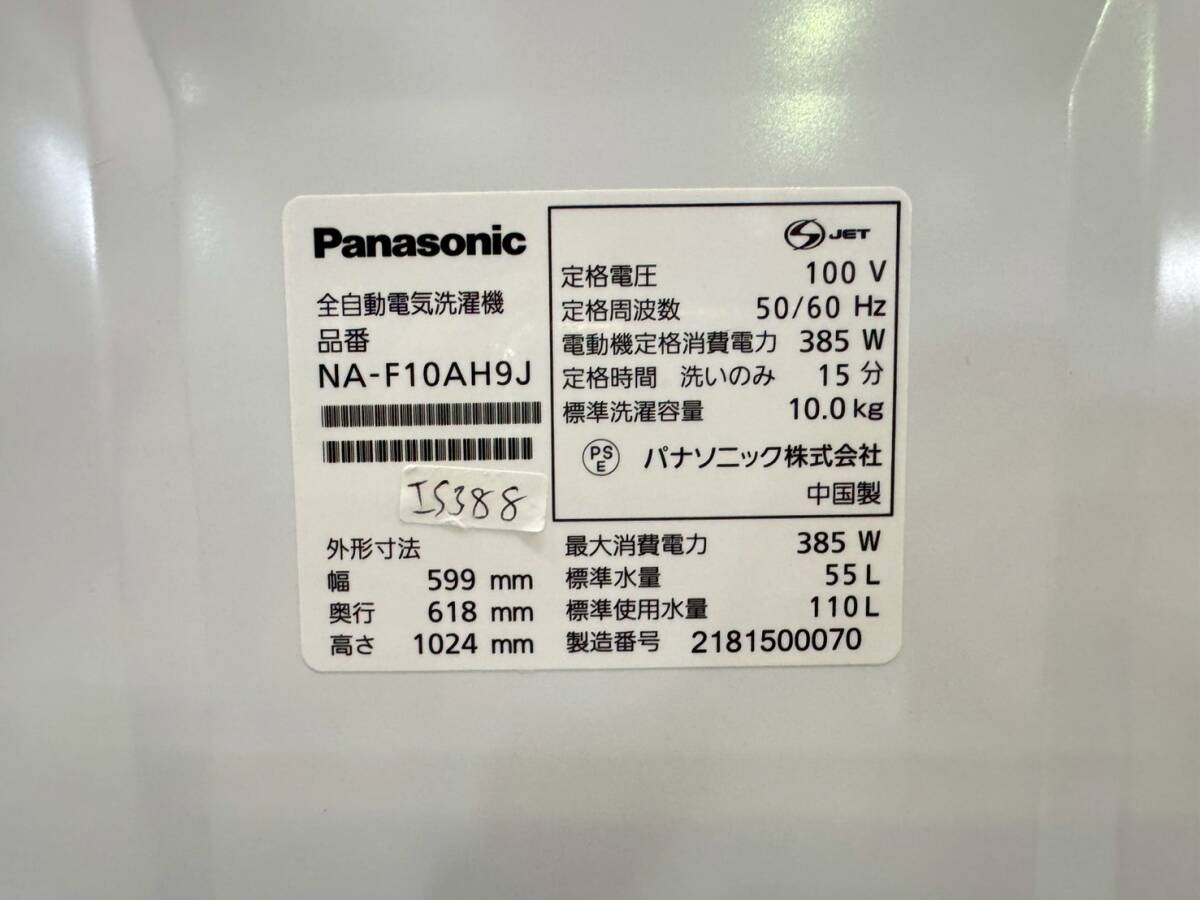 Panasonic
全自動電気洗濯機
品番
NA-F10AH9J
IS388
外形寸法
幅 599 mm
奥行 618 mm
高さ 1024 mm
JET
定格電圧 100 V
定格周波数 50/60 Hz
電動機定格消費電力 385 W
定格時間 洗いのみ 15 分
標準洗濯容量 10.0 kg
PS
E
パナソニック株式会社
中国製
最大消費電力 385 W
標準水量 55 L
標準使用水量 110 L
製造番号 2181500070